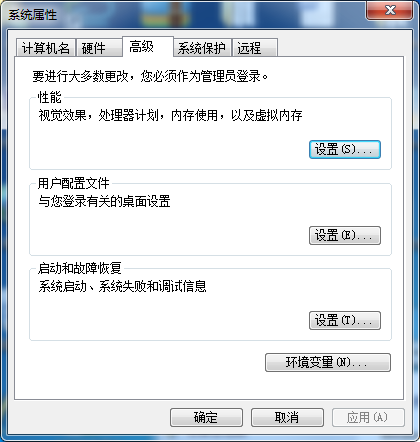 系统属性
计算机名 硬件 高级 系统保护 远程
要进行大多数更改，您必须作为管理员登录。
性能
视觉效果，处理器计划，内存使用，以及虚拟内存
设置(S)...
用户配置文件
与您登录有关的桌面设置
设置(E)...
启动和故障恢复
系统启动、系统失败和调试信息
设置(T)...
环境变量(N)...
确定 取消 应用(A)